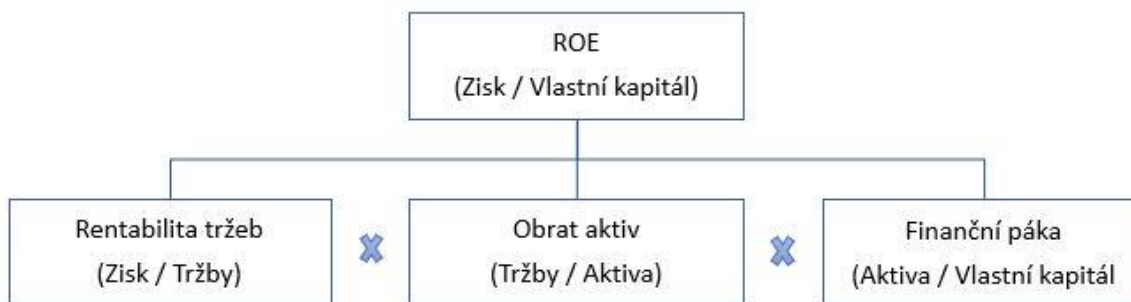 ROE
(Zisk / Vlastní kapitál)
Rentabilita tržeb
(Zisk / Tržby)
Obrat aktiv
(Tržby / Aktiva)
Finanční páka
(Aktiva / Vlastní kapitál